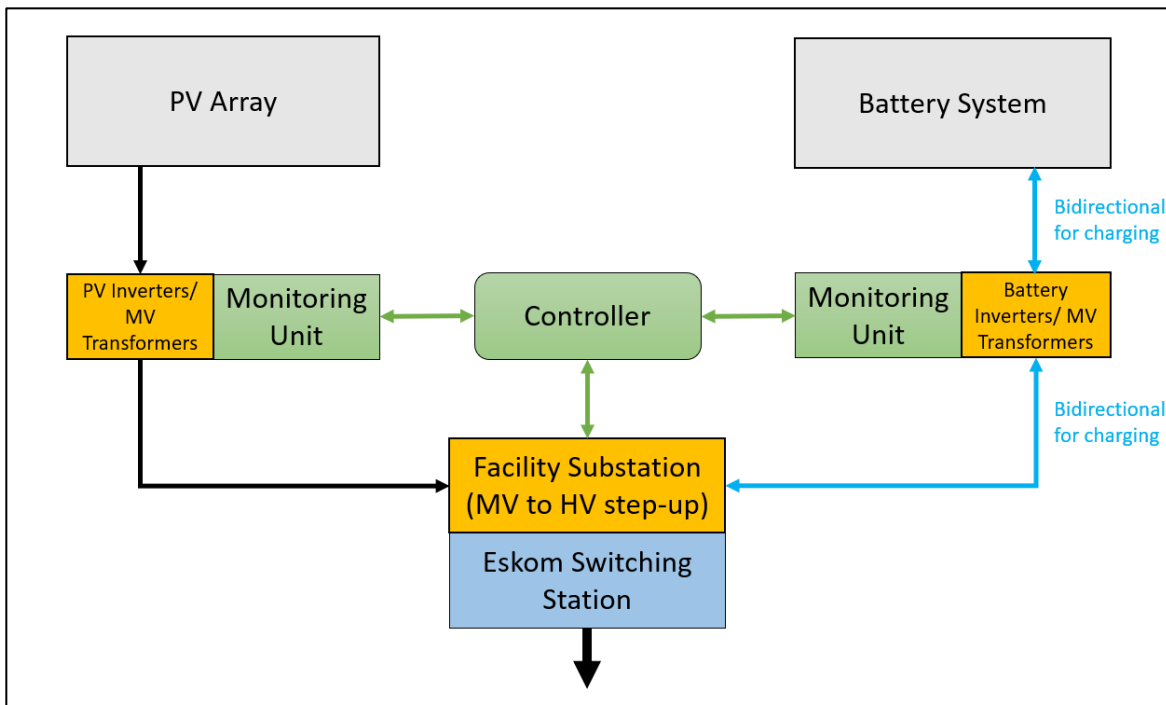 PV Array
Battery System
Bidirectional
for charging
PV Inverters/
MV
Transformers
Monitoring
Unit
Controller
Monitoring
Unit
Battery
Inverters/ MV
Transformers
Bidirectional
for charging
Facility Substation
(MV to HV step-up)
Eskom Switching
Station